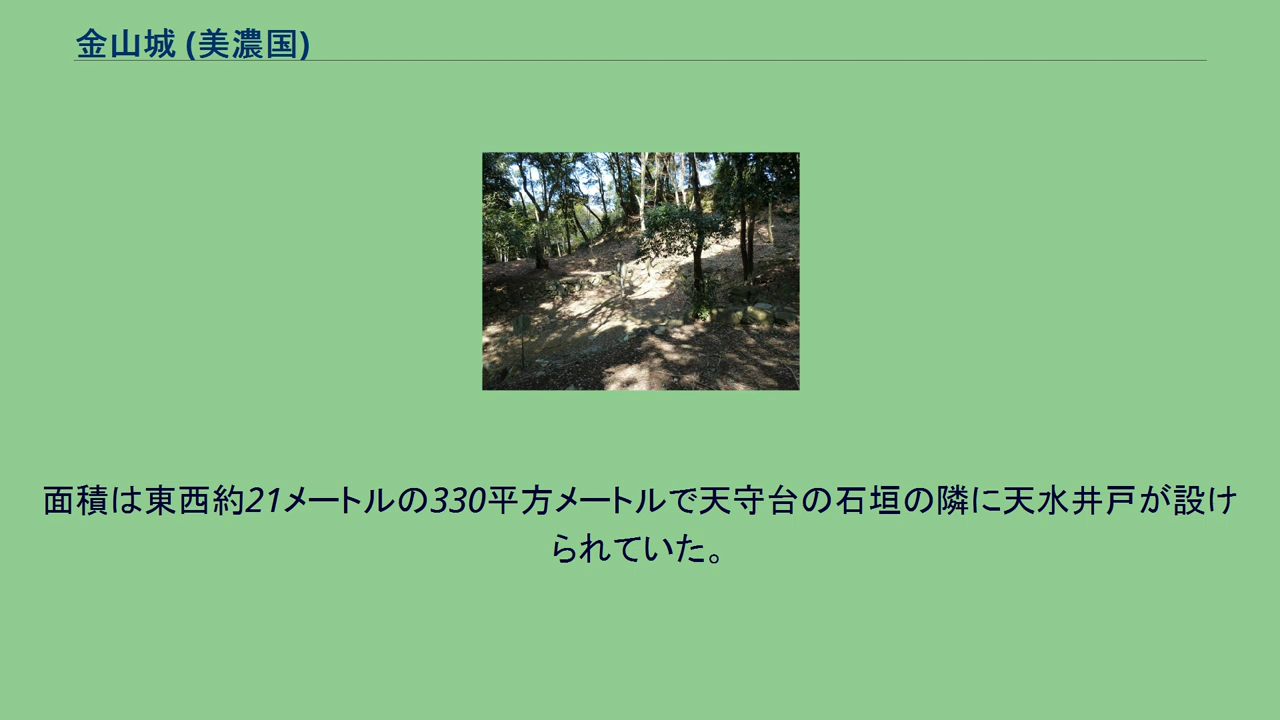 金山城 (美濃国)
面積は東西約21メートルの330平方メートルで天守台の石垣の隣に天水井戸が設け
られていた。